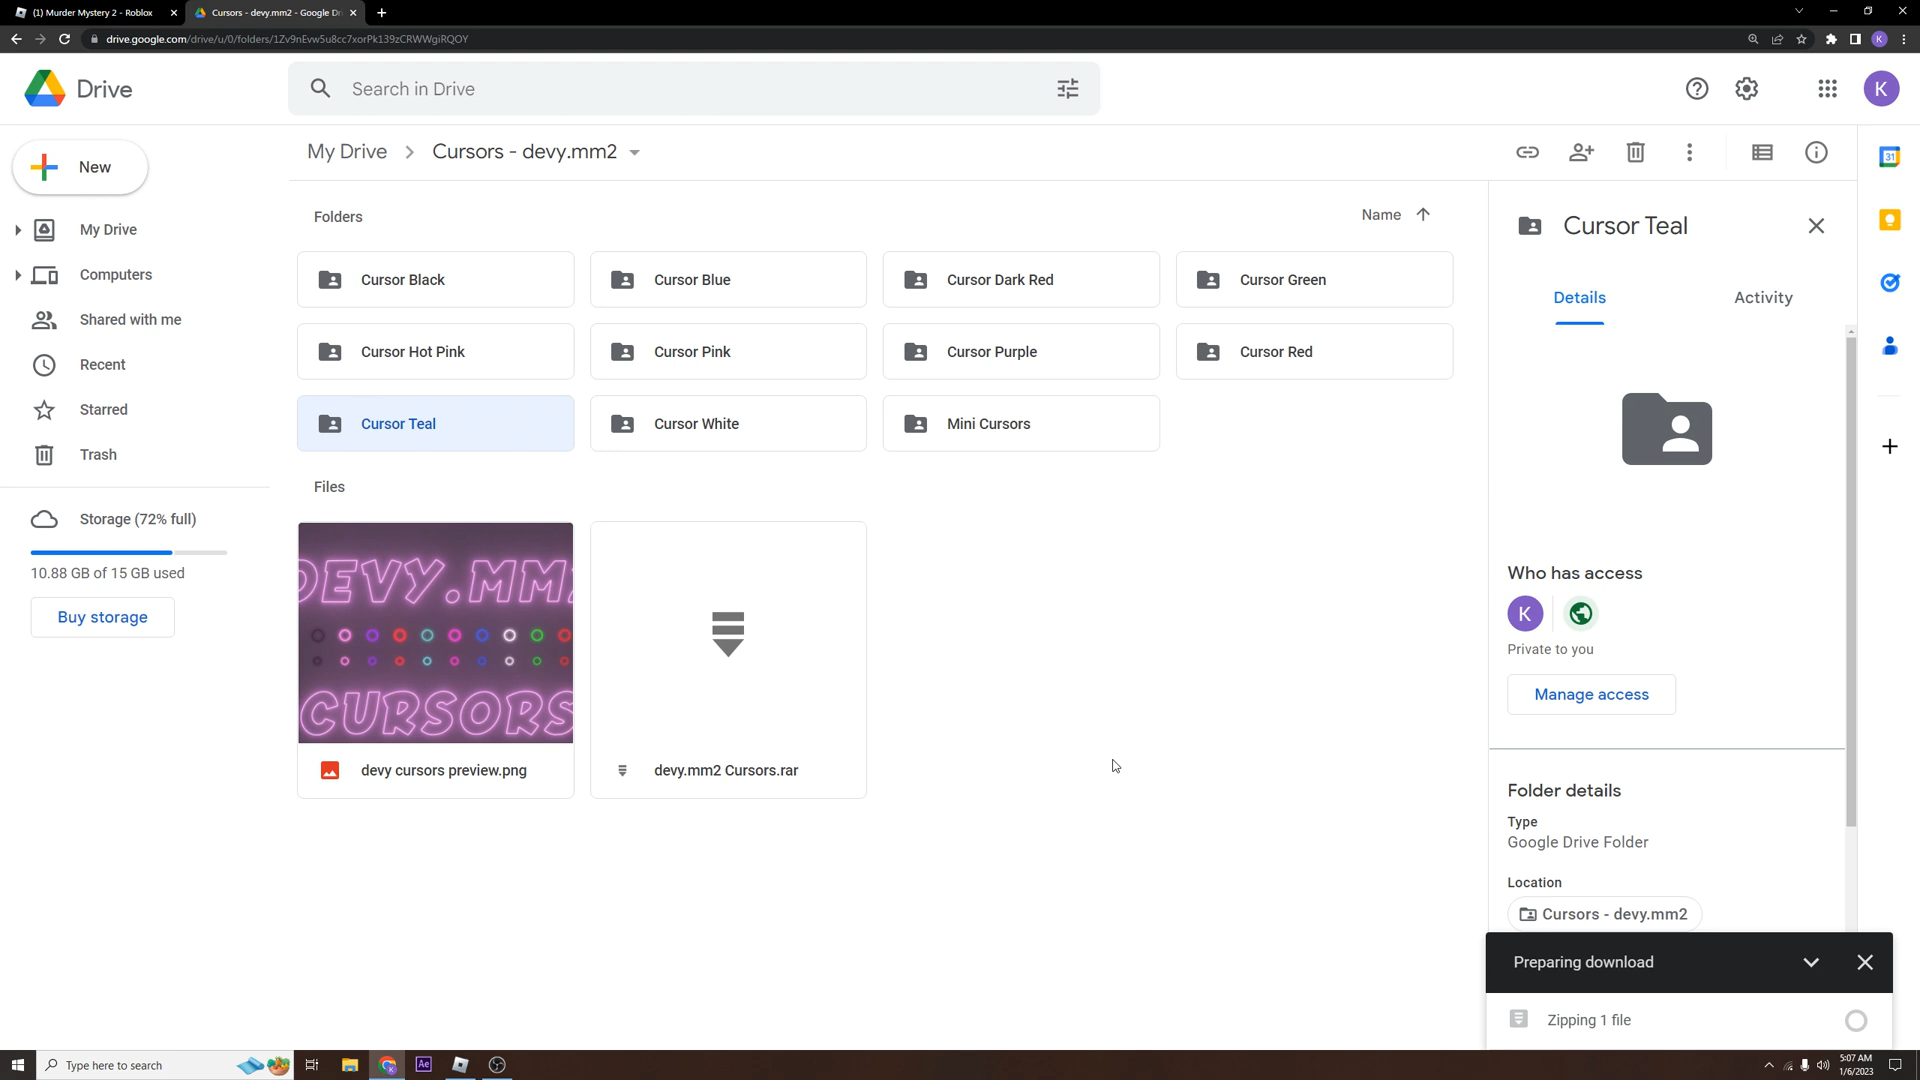 (1) Murder Mystery 2 - Roblox
Cursors - devy.mm2 - Google Dr
drive.google.com/drive/u/0/folders/1Zv9nEvw5u8cc7xorPk139zCRWWgiRQOY
K
Drive
Search in Drive
K
New
My Drive
Computers
Shared with me
Recent
Starred
Trash
Storage (72% full)
10.88 GB of 15 GB used
Buy storage
My Drive > Cursors - devy.mm2
Folders
Name
Cursor Black
Cursor Blue
Cursor Dark Red
Cursor Green
Cursor Hot Pink
Cursor Pink
Cursor Purple
Cursor Red
Cursor Teal
Cursor White
Mini Cursors
Files
DEVY.MM2
CURSORS
devy cursors preview.png
devy.mm2 Cursors.rar
Cursor Teal
Details
Activity
Who has access
K
Private to you
Manage access
Folder details
Type
Google Drive Folder
Location
Cursors - devy.mm2
Preparing download
Zipping 1 file
31
Type here to search
Ae
5:07 AM
1/6/2023